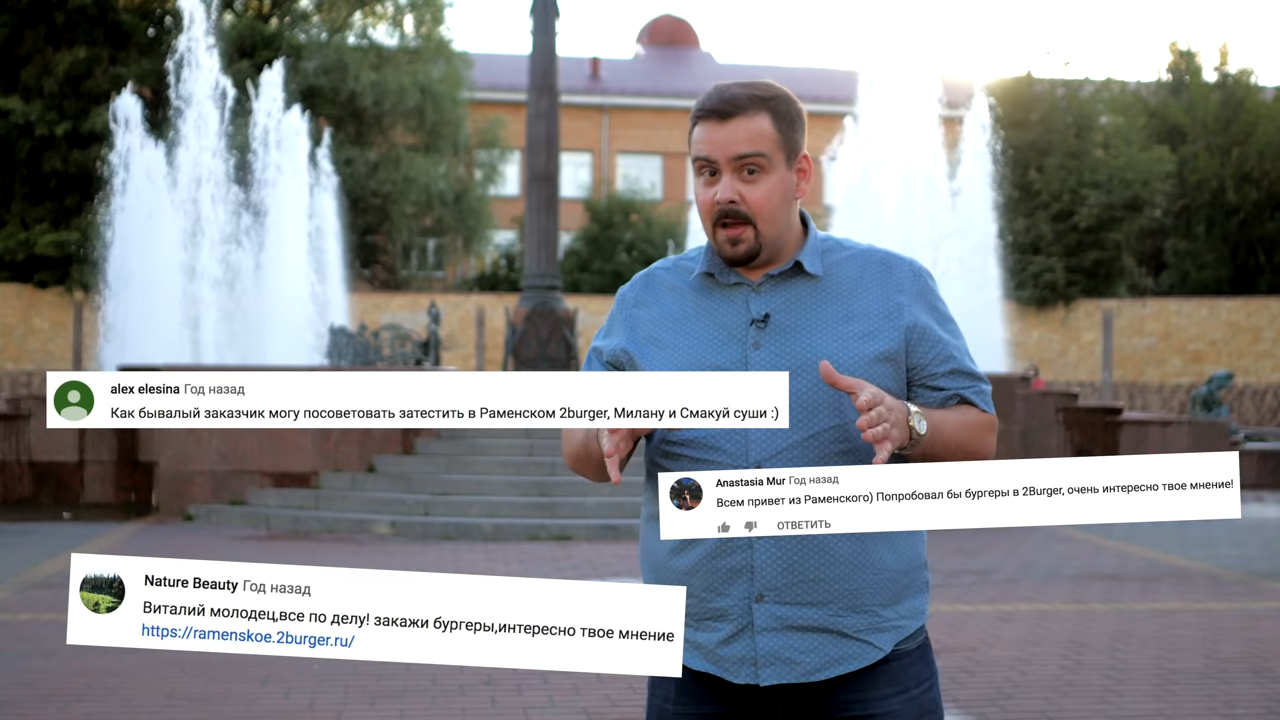 alex elesina Год назад
Как бывалый заказчик могу посоветовать затестить в Раменском 2burger, Милану и Смакуй суши :)
Anastasia Mur Год назад
Всем привет из Раменского) Попробовал бы бургеры в 2Burger, очень интересно твое мнение!
ОТВЕТИТЬ
Nature Beauty Год назад
Виталий молодец,все по делу! закажи бургеры,интересно твое мнение
https://ramenskoe.2burger.ru/